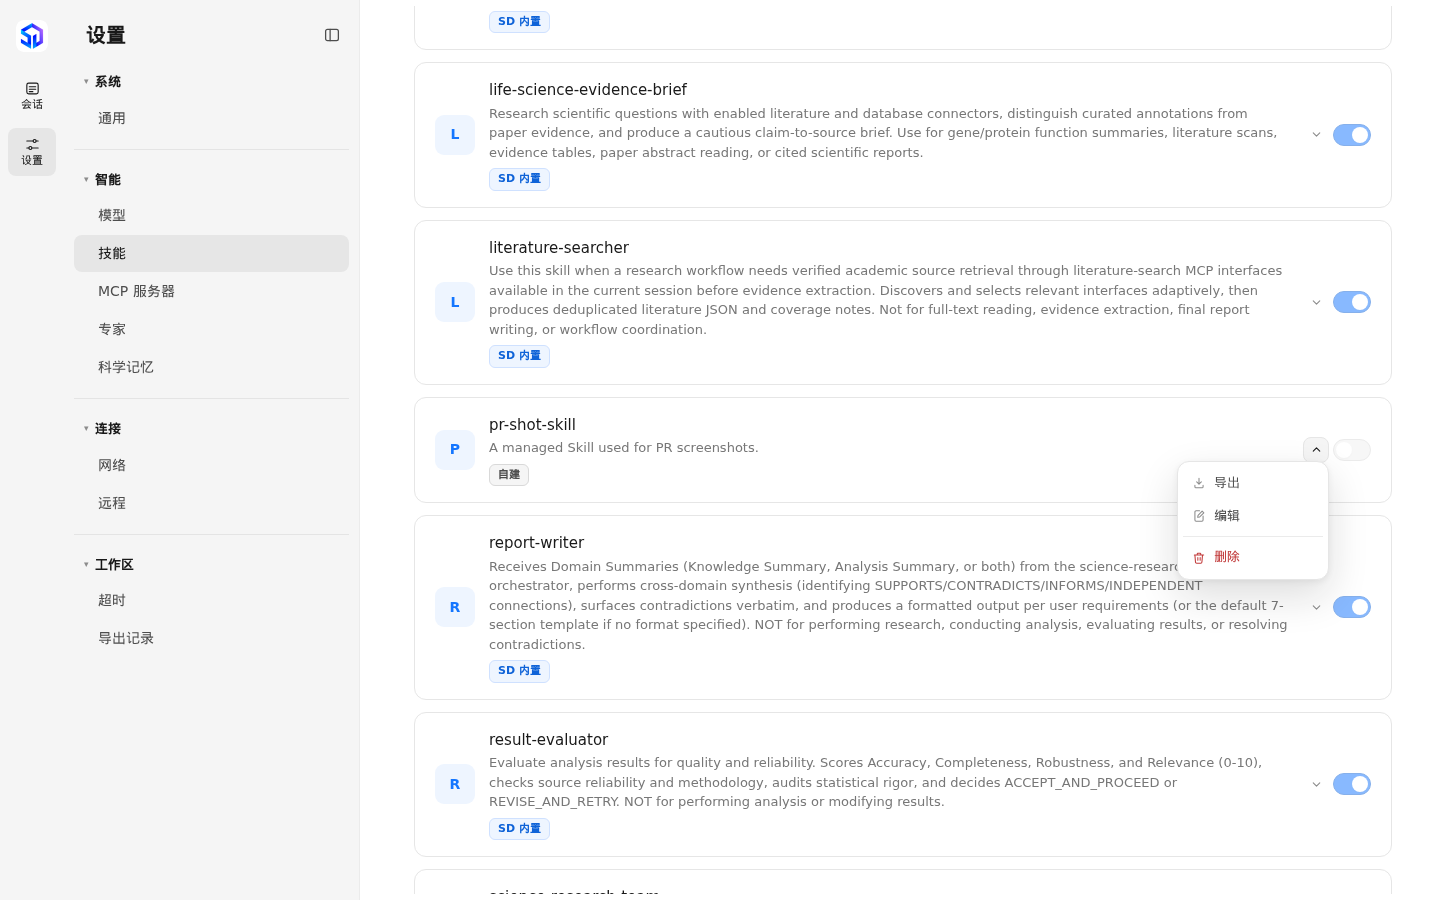 设置
会话
设置
系统
通用
智能
模型
技能
MCP 服务器
专家
科学记忆
连接
网络
远程
工作区
超时
导出记录
SD 内置
life-science-evidence-brief
L
Research scientific questions with enabled literature and database connectors, distinguish curated annotations from
paper evidence, and produce a cautious claim-to-source brief. Use for gene/protein function summaries, literature scans,
evidence tables, paper abstract reading, or cited scientific reports.
SD 内置
literature-searcher
L
Use this skill when a research workflow needs verified academic source retrieval through literature-search MCP interfaces
available in the current session before evidence extraction. Discovers and selects relevant interfaces adaptively, then
produces deduplicated literature JSON and coverage notes. Not for full-text reading, evidence extraction, final report
writing, or workflow coordination.
SD 内置
pr-shot-skill
P
A managed Skill used for PR screenshots.
自建
导出
编辑
删除
report-writer
R
Receives Domain Summaries (Knowledge Summary, Analysis Summary, or both) from the science-resear
orchestrator, performs cross-domain synthesis (identifying SUPPORTS/CONTRADICTS/INFORMS/INDEPENDENT
connections), surfaces contradictions verbatim, and produces a formatted output per user requirements (or the default 7-
section template if no format specified). NOT for performing research, conducting analysis, evaluating results, or resolving
contradictions.
SD 内置
result-evaluator
R
Evaluate analysis results for quality and reliability. Scores Accuracy, Completeness, Robustness, and Relevance (0-10),
checks source reliability and methodology, audits statistical rigor, and decides ACCEPT_AND_PROCEED or
REVISE_AND_RETRY. NOT for performing analysis or modifying results.
SD 内置
science-research-team